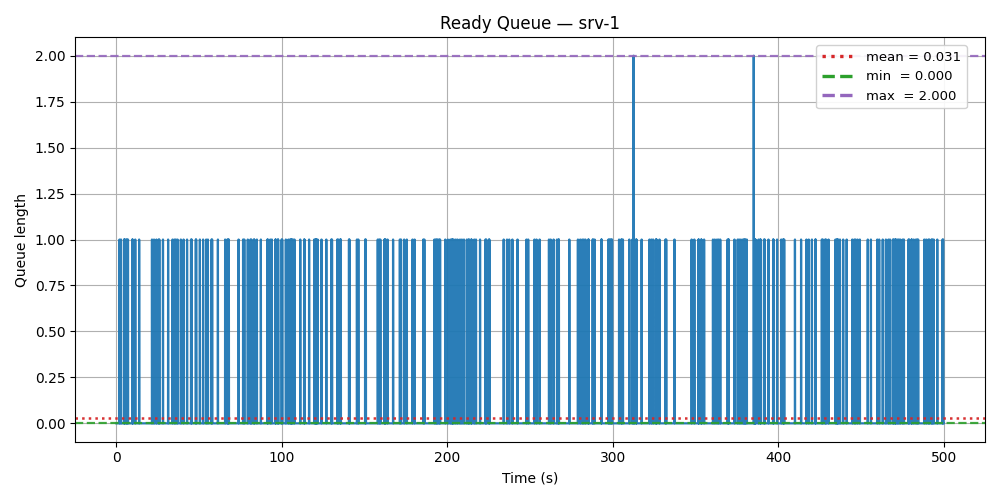 Ready Queue — srv-1
2.00
1.75
1.50
1.25
1.00
0.75
0.50
0.25
0.00
Queue length
mean = 0.031
min  = 0.000
max  = 2.000
0 100 200 300 400 500
Time (s)